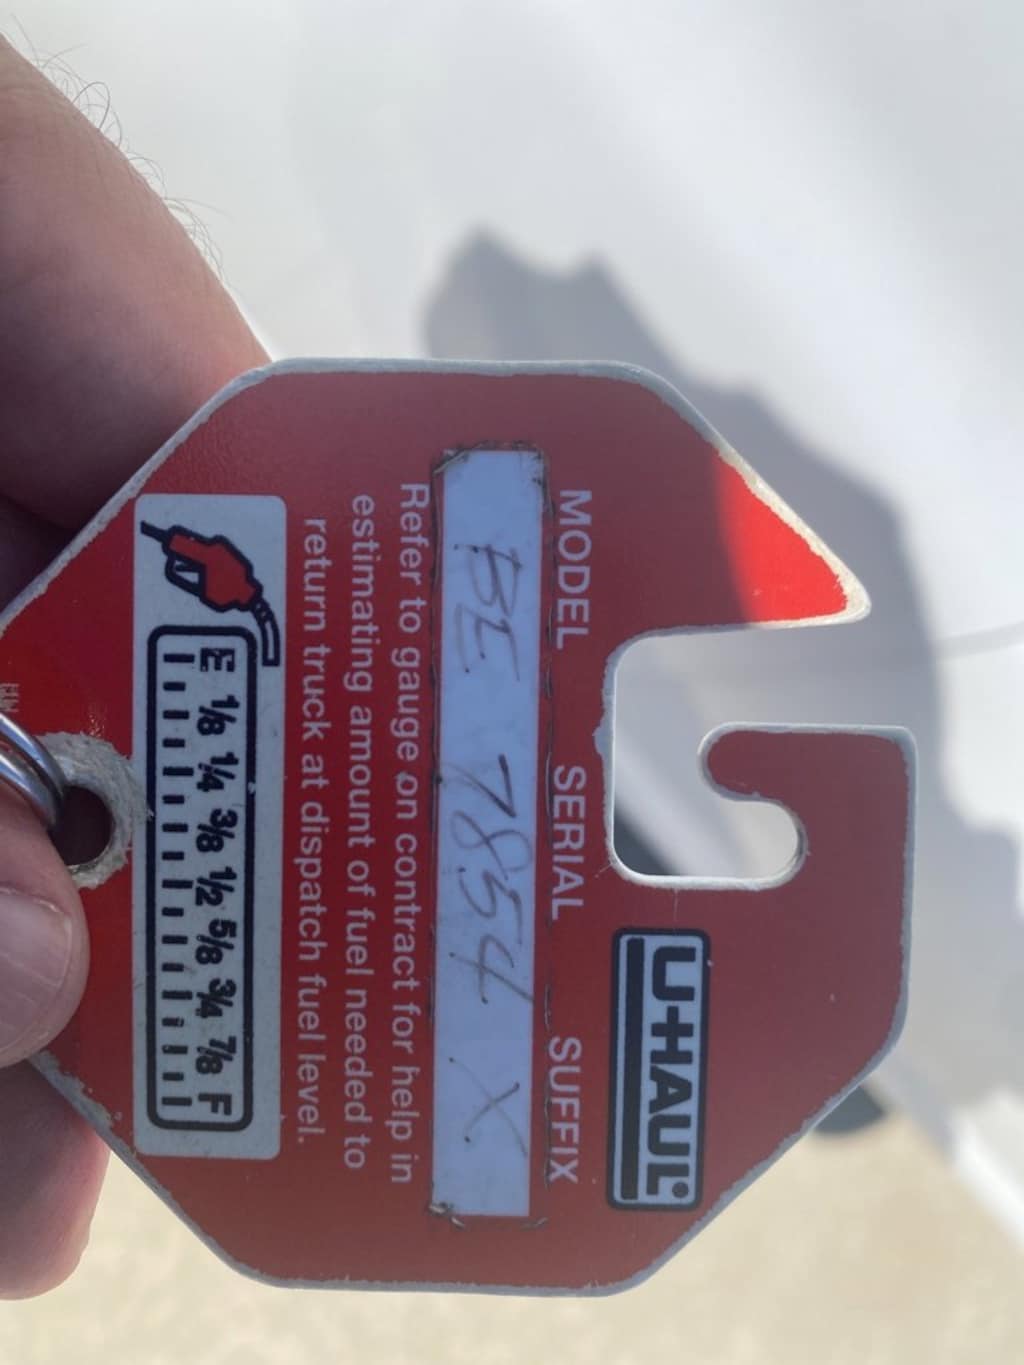 U-HAUL®
MODEL SERIAL SUFFIX
BE 7854 X
Refer to gauge on contract for help in
estimating amount of fuel needed to
return truck at dispatch fuel level.
E 1/8 1/4 3/8 1/2 5/8 3/4 7/8 F